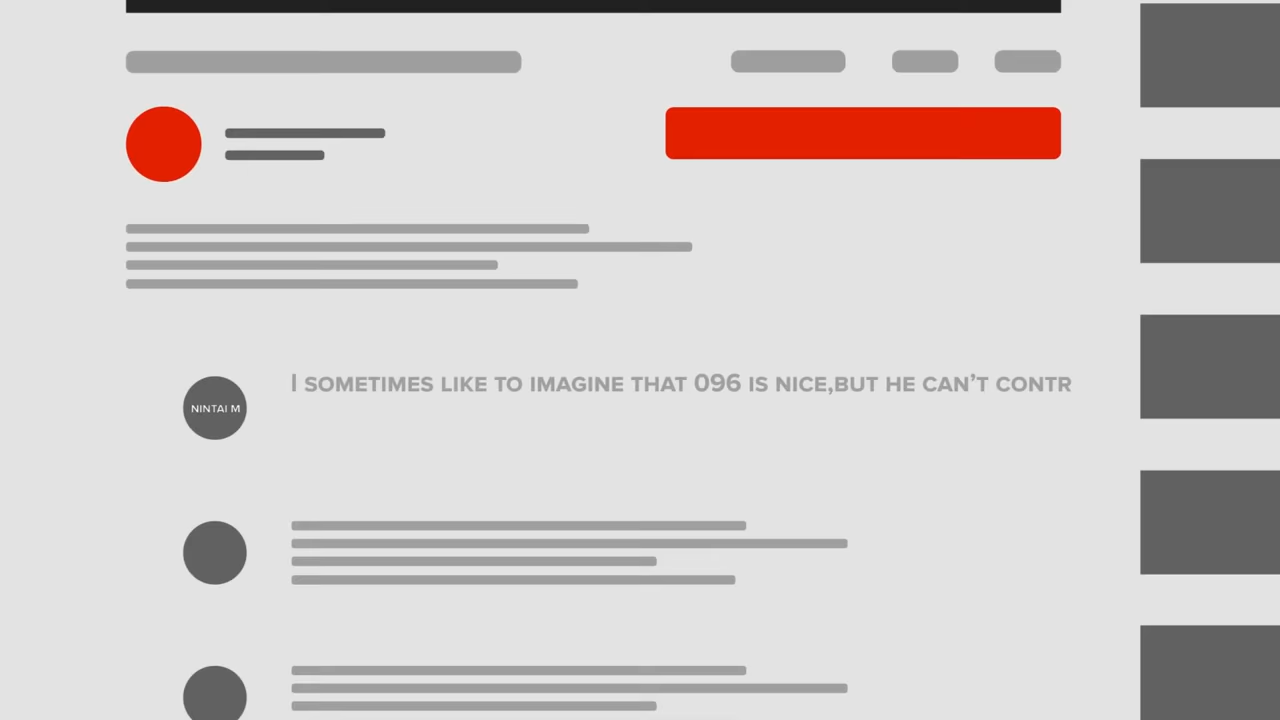 I SOMETIMES LIKE TO IMAGINE THAT 096 IS NICE,BUT HE CAN’T CONTR
NINTAI M